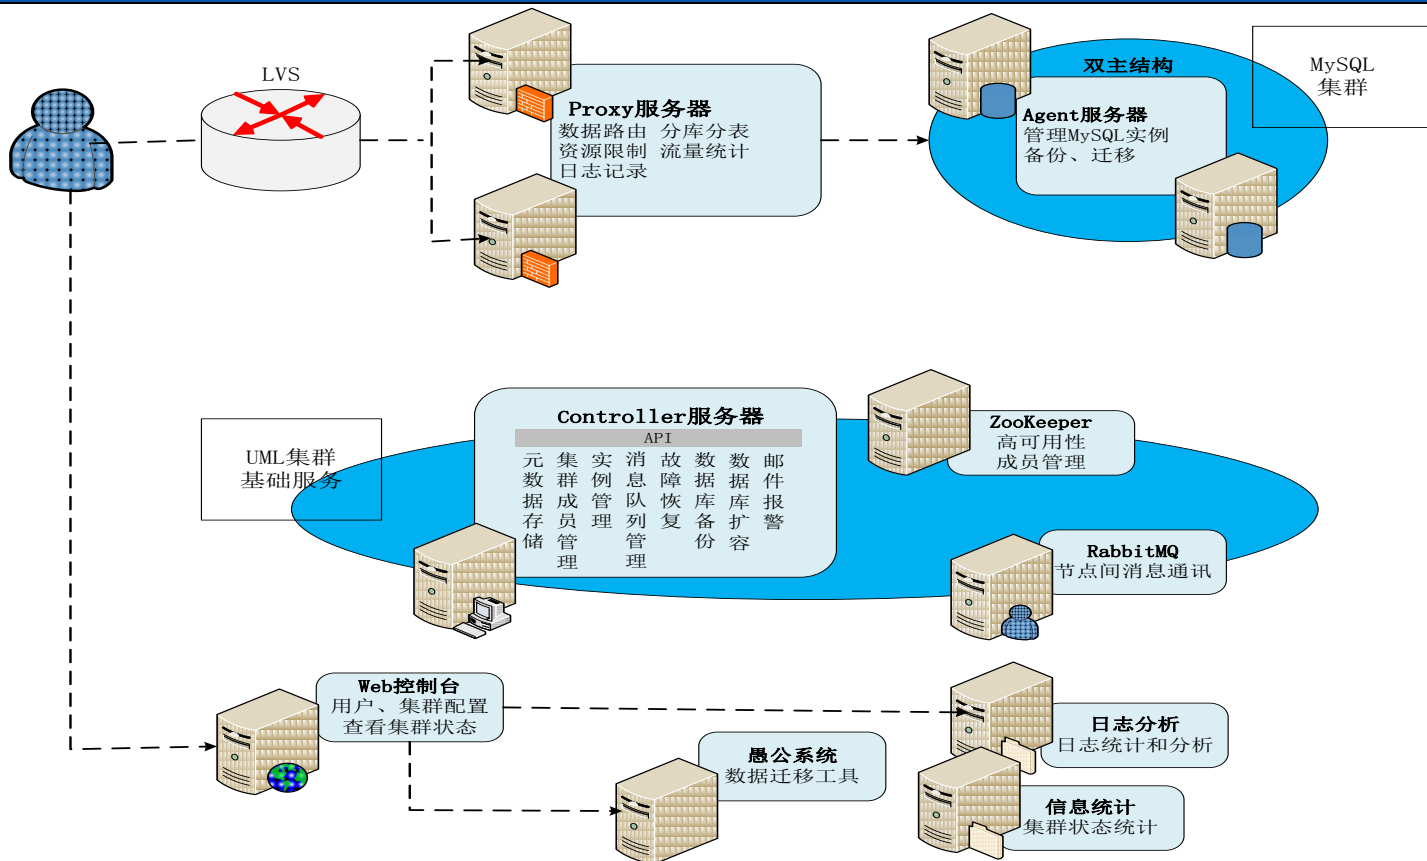 LVS
Proxy服务器
数据路由 分库分表
资源限制 流量统计
日志记录
双主结构
Agent服务器
管理MySQL实例
备份、迁移
MySQL
集群
UML集群
基础服务
Controller服务器
API
元数据存储
集群成员管理
实例管理
消息队列管理
故障恢复
数据库备份
数据库扩容
邮件报警
ZooKeeper
高可用性
成员管理
RabbitMQ
节点间消息通讯
Web控制台
用户、集群配置
查看集群状态
愚公系统
数据迁移工具
日志分析
日志统计和分析
信息统计
集群状态统计